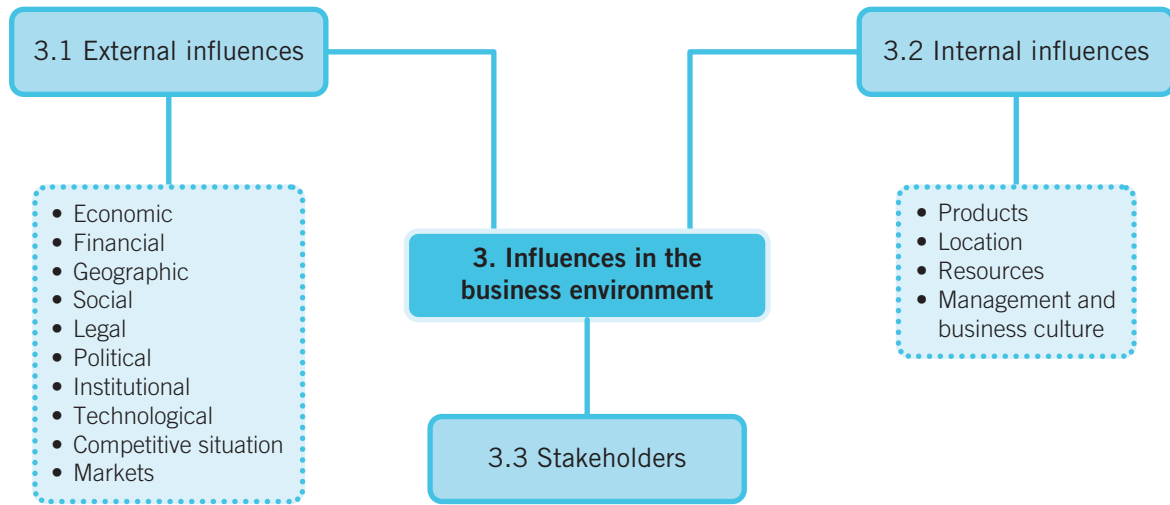 3.1 External influences
3.2 Internal influences
• Economic
• Financial
• Geographic
• Social
• Legal
• Political
• Institutional
• Technological
• Competitive situation
• Markets
3. Influences in the
business environment
• Products
• Location
• Resources
• Management and
business culture
3.3 Stakeholders